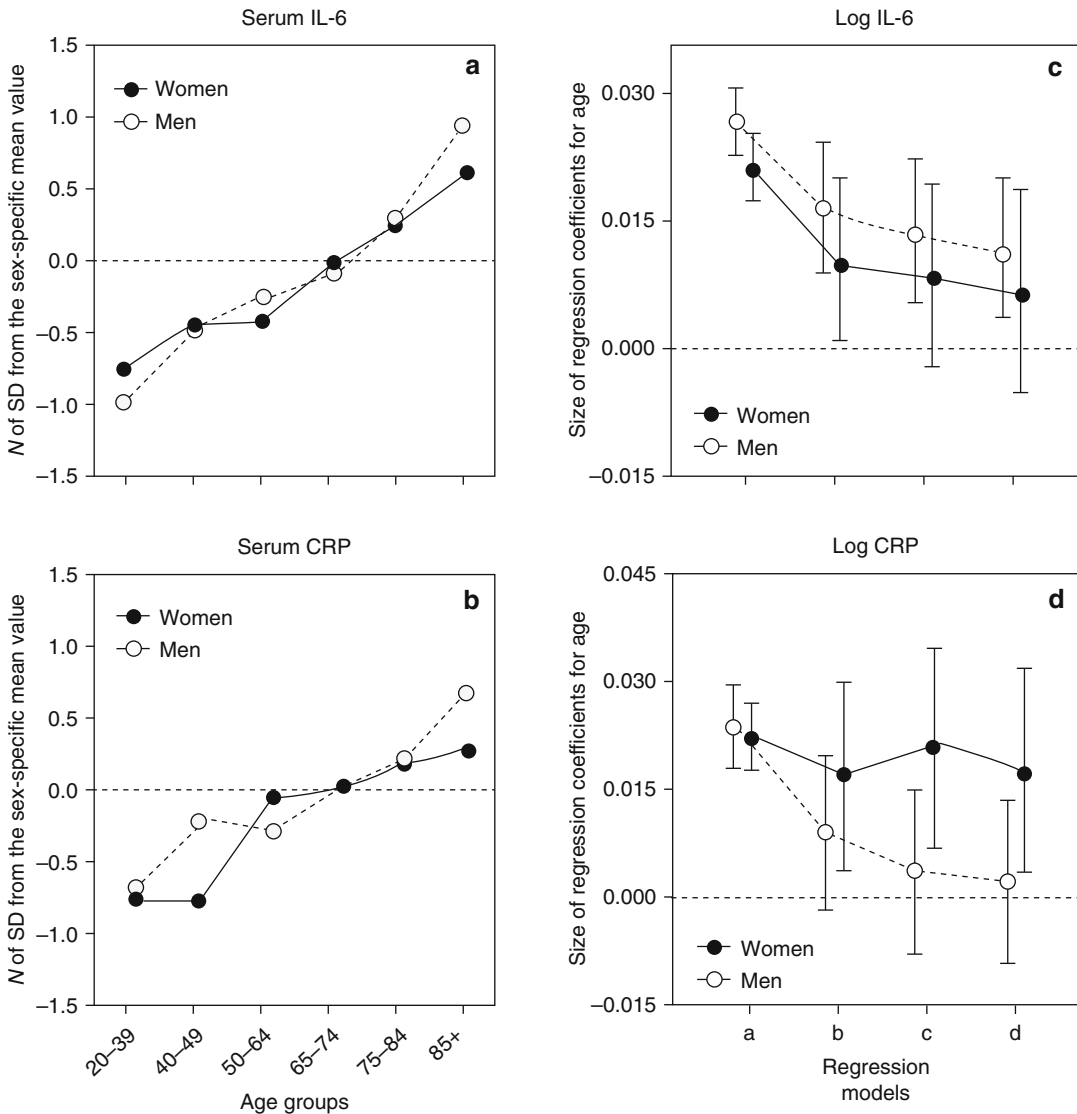 Serum IL-6
N of SD from the sex-specific mean value
1.5
1.0
0.5
0.0
−0.5
−1.0
−1.5
a
Women
Men
Log IL-6
Size of regression coefficients for age
0.030
0.015
0.000
−0.015
c
Women
Men
Serum CRP
N of SD from the sex-specific mean value
1.5
1.0
0.5
0.0
−0.5
−1.0
−1.5
b
Women
Men
20–39
40–49
50–64
65–74
75–84
85+
Age groups
Log CRP
Size of regression coefficients for age
0.045
0.030
0.015
0.000
−0.015
d
Women
Men
a
b
c
d
Regression
models